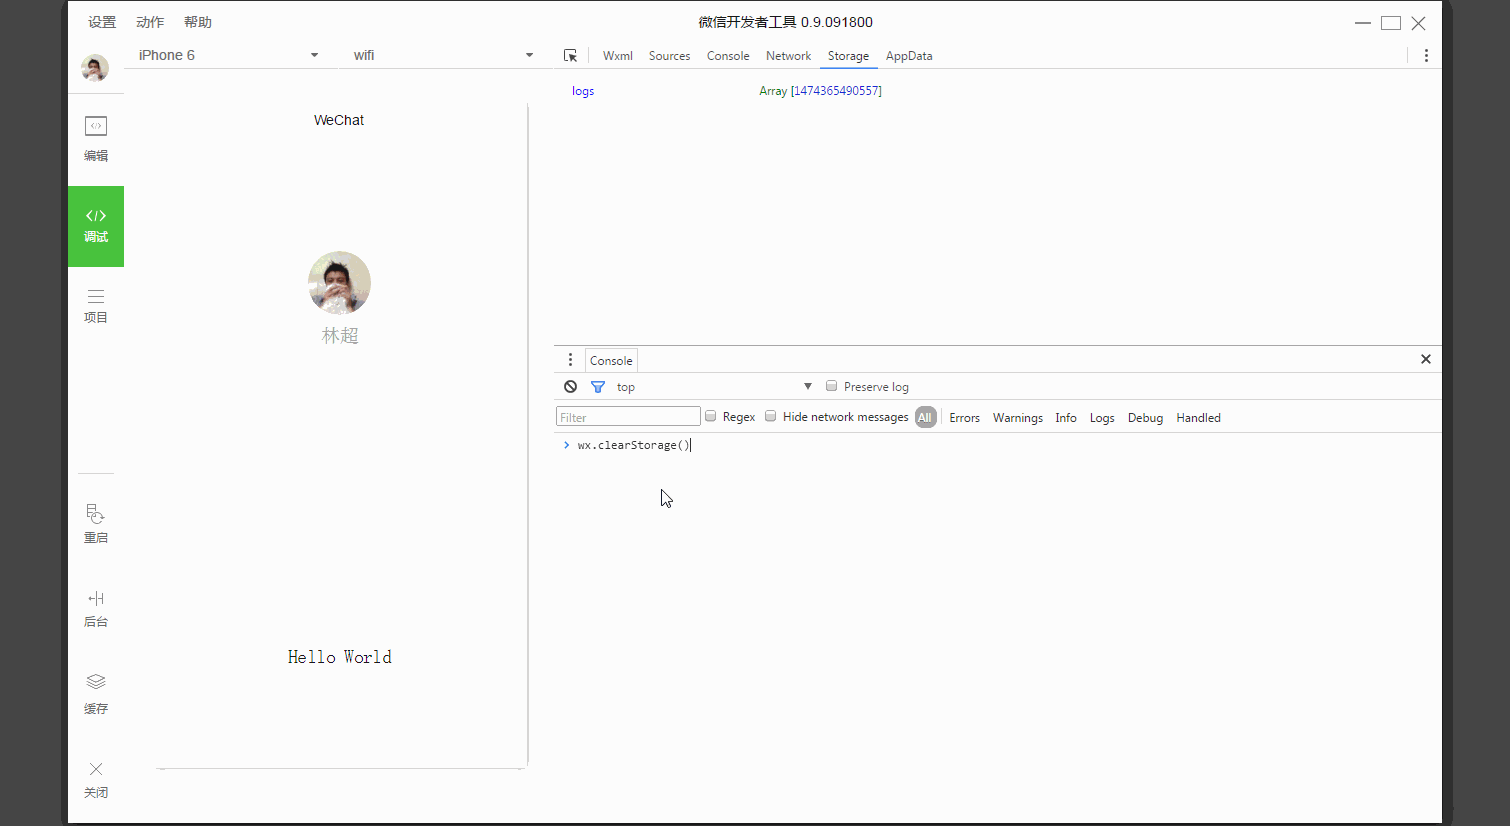 设置 动作 帮助 微信开发者工具 0.9.091800
iPhone 6 wifi Wxml Sources Console Network Storage AppData
logs Array [1474365490557]
WeChat
编辑
调试
项目
林超
Console
top Preserve log
Filter Regex Hide network messages All Errors Warnings Info Logs Debug Handled
> wx.clearStorage()
重启
后台
Hello World
缓存
关闭